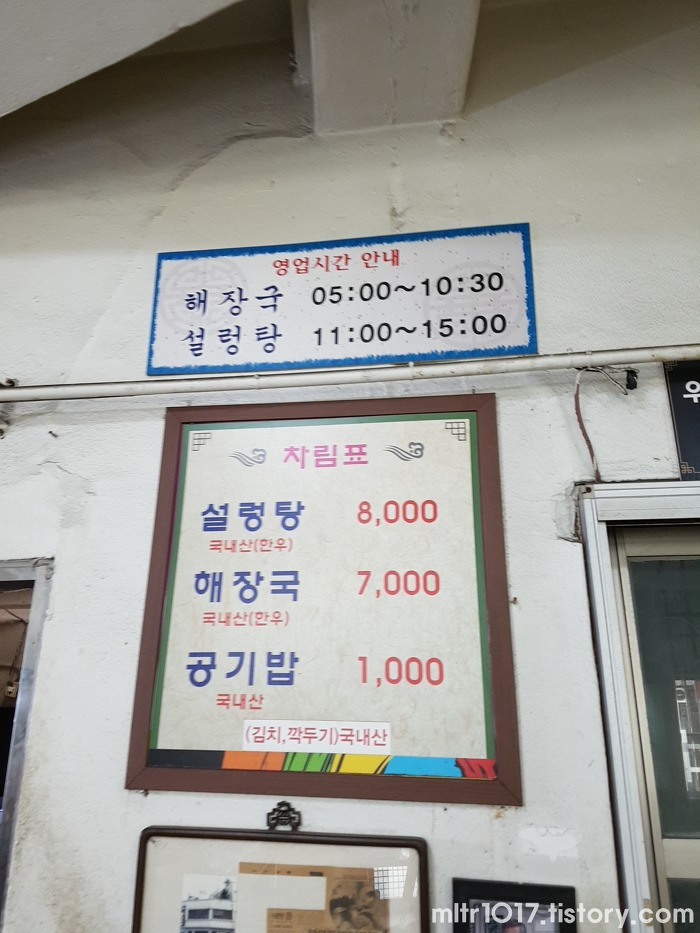 영업시간 안내
해장국 05:00~10:30
설렁탕 11:00~15:00
차림표
설렁탕 8,000
국내산(한우)
해장국 7,000
국내산(한우)
공기밥 1,000
국내산
(김치,깍두기)국내산
mltr1017.tistory.com